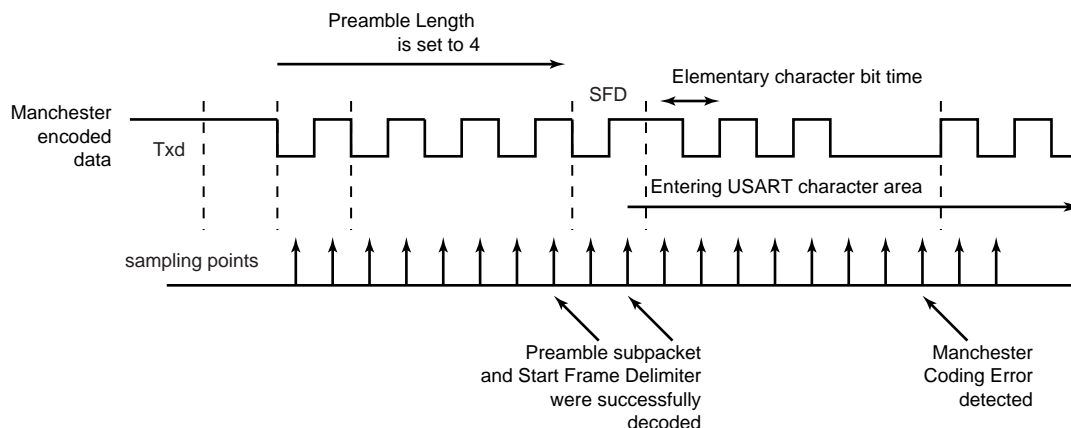 Preamble Length
is set to 4
Elementary character bit time
SFD
Manchester
encoded
data
Txd
Entering USART character area
sampling points
Preamble subpacket
and Start Frame Delimiter
were successfully
decoded
Manchester
Coding Error
detected